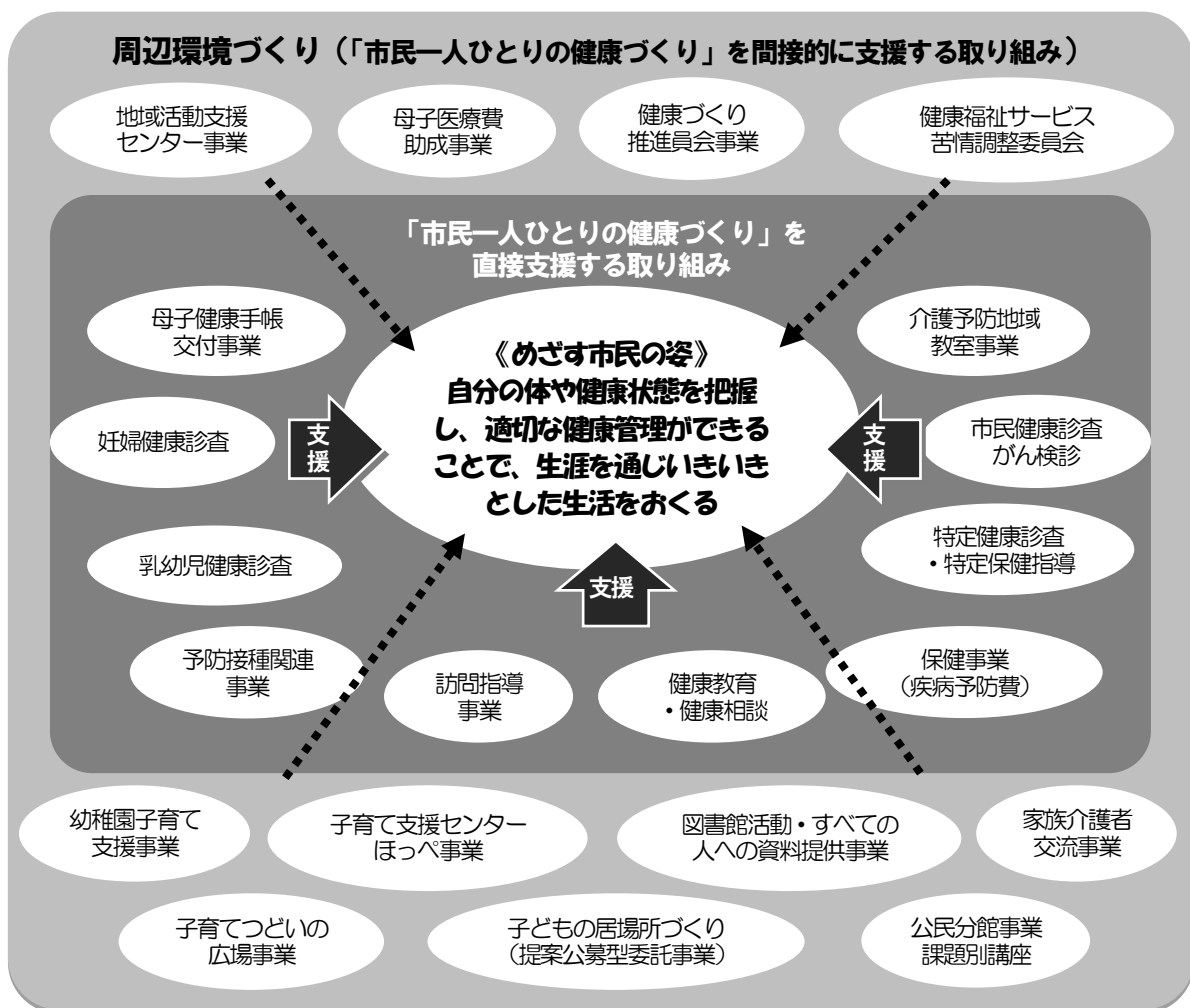 周辺環境づくり（「市民一人ひとりの健康づくり」を間接的に支援する取り組み）
地域活動支援
センター事業
母子医療費
助成事業
健康づくり
推進員会事業
健康福祉サービス
苦情調整委員会
「市民一人ひとりの健康づくり」を
直接支援する取り組み
母子健康手帳
交付事業
妊婦健康診査
乳幼児健康診査
予防接種関連
事業
訪問指導
事業
健康教育
・健康相談
保健事業
（疾病予防費）
特定健康診査
・特定保健指導
市民健康診査
がん検診
介護予防地域
教室事業
《めざす市民の姿》
自分の体や健康状態を把握
し、適切な健康管理ができる
ことで、生涯を通じいきいき
とした生活をおくる
支援
支援
支援
幼稚園子育て
支援事業
子育て支援センター
ほっぺ事業
図書館活動・すべての
人への資料提供事業
家族介護者
交流事業
子育てつどいの
広場事業
子どもの居場所づくり
（提案公募型委託事業）
公民分館事業
課題別講座